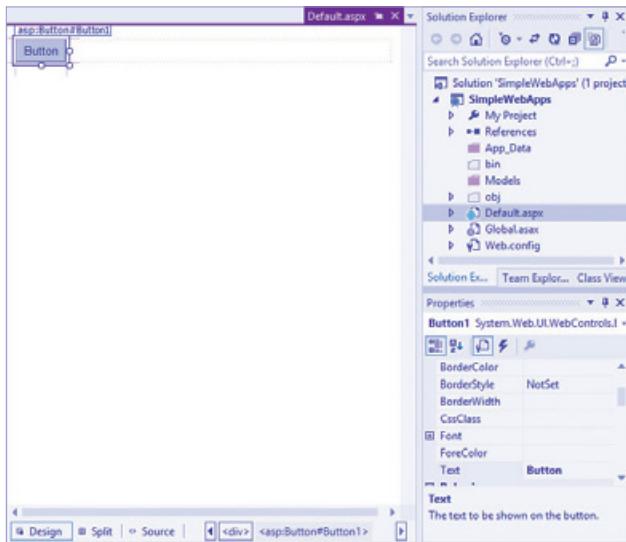 Default.aspx
asp:Button#Button1
Button
Design Split Source <div> <asp:Button#Button1>
Solution Explorer
Search Solution Explorer (Ctrl+;)
Solution 'SimpleWebApps' (1 project
SimpleWebApps
My Project
References
App_Data
bin
Models
obj
Default.aspx
Global.asax
Web.config
Solution Ex... Team Explor... Class View
Properties
Button1 System.Web.UI.WebControls.
BorderColor
BorderStyle NotSet
BorderWidth
CssClass
Font
ForeColor
Text Button
Text
The text to be shown on the button.